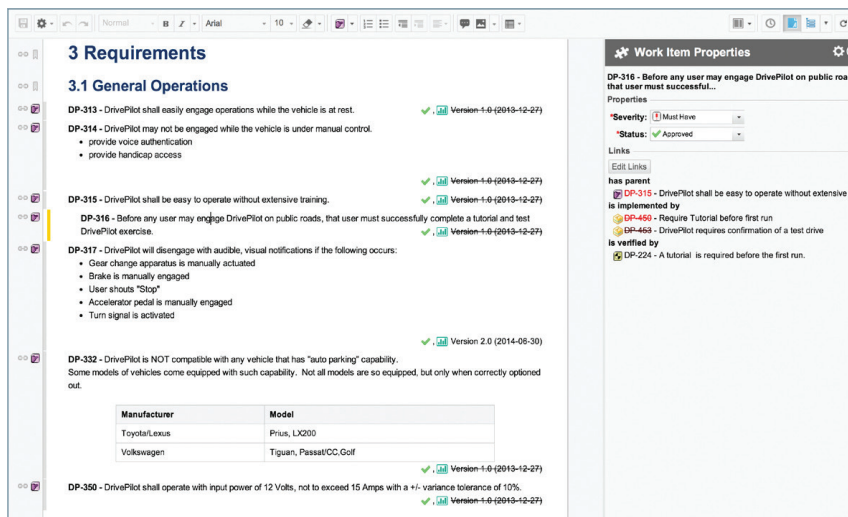 Normal
B
I
Arial
10
3 Requirements
3.1 General Operations
DP-313 - DrivePilot shall easily engage operations while the vehicle is at rest.
, Version 1.0 (2013-12-27)
DP-314 - DrivePilot may not be engaged while the vehicle is under manual control.
• provide voice authentication
• provide handicap access
, Version 1.0 (2013-12-27)
DP-315 - DrivePilot shall be easy to operate without extensive training.
, Version 1.0 (2013-12-27)
DP-316 - Before any user may engage DrivePilot on public roads, that user must successfully complete a tutorial and test
DrivePilot exercise.
, Version 1.0 (2013-12-27)
DP-317 - DrivePilot will disengage with audible, visual notifications if the following occurs:
• Gear change apparatus is manually actuated
• Brake is manually engaged
• User shouts "Stop"
• Accelerator pedal is manually engaged
• Turn signal is activated
, Version 2.0 (2014-06-30)
DP-332 - DrivePilot is NOT compatible with any vehicle that has "auto parking" capability.
Some models of vehicles come equipped with such capability. Not all models are so equipped, but only when correctly optioned
out.
Manufacturer Model
Toyota/Lexus Prius, LX200
Volkswagen Tiguan, Passat/CC,Golf
, Version 1.0 (2013-12-27)
DP-350 - DrivePilot shall operate with input power of 12 Volts, not to exceed 15 Amps with a +/- variance tolerance of 10%.
, Version 1.0 (2013-12-27)
Work Item Properties
DP-316 - Before any user may engage DrivePilot on public roa
that user must successful...
Properties
*Severity: Must Have
*Status: Approved
Links
Edit Links
has parent
DP-315 - DrivePilot shall be easy to operate without extensive
is implemented by
DP-450 - Require Tutorial before first run
DP-453 - DrivePilot requires confirmation of a test drive
is verified by
DP-224 - A tutorial is required before the first run.